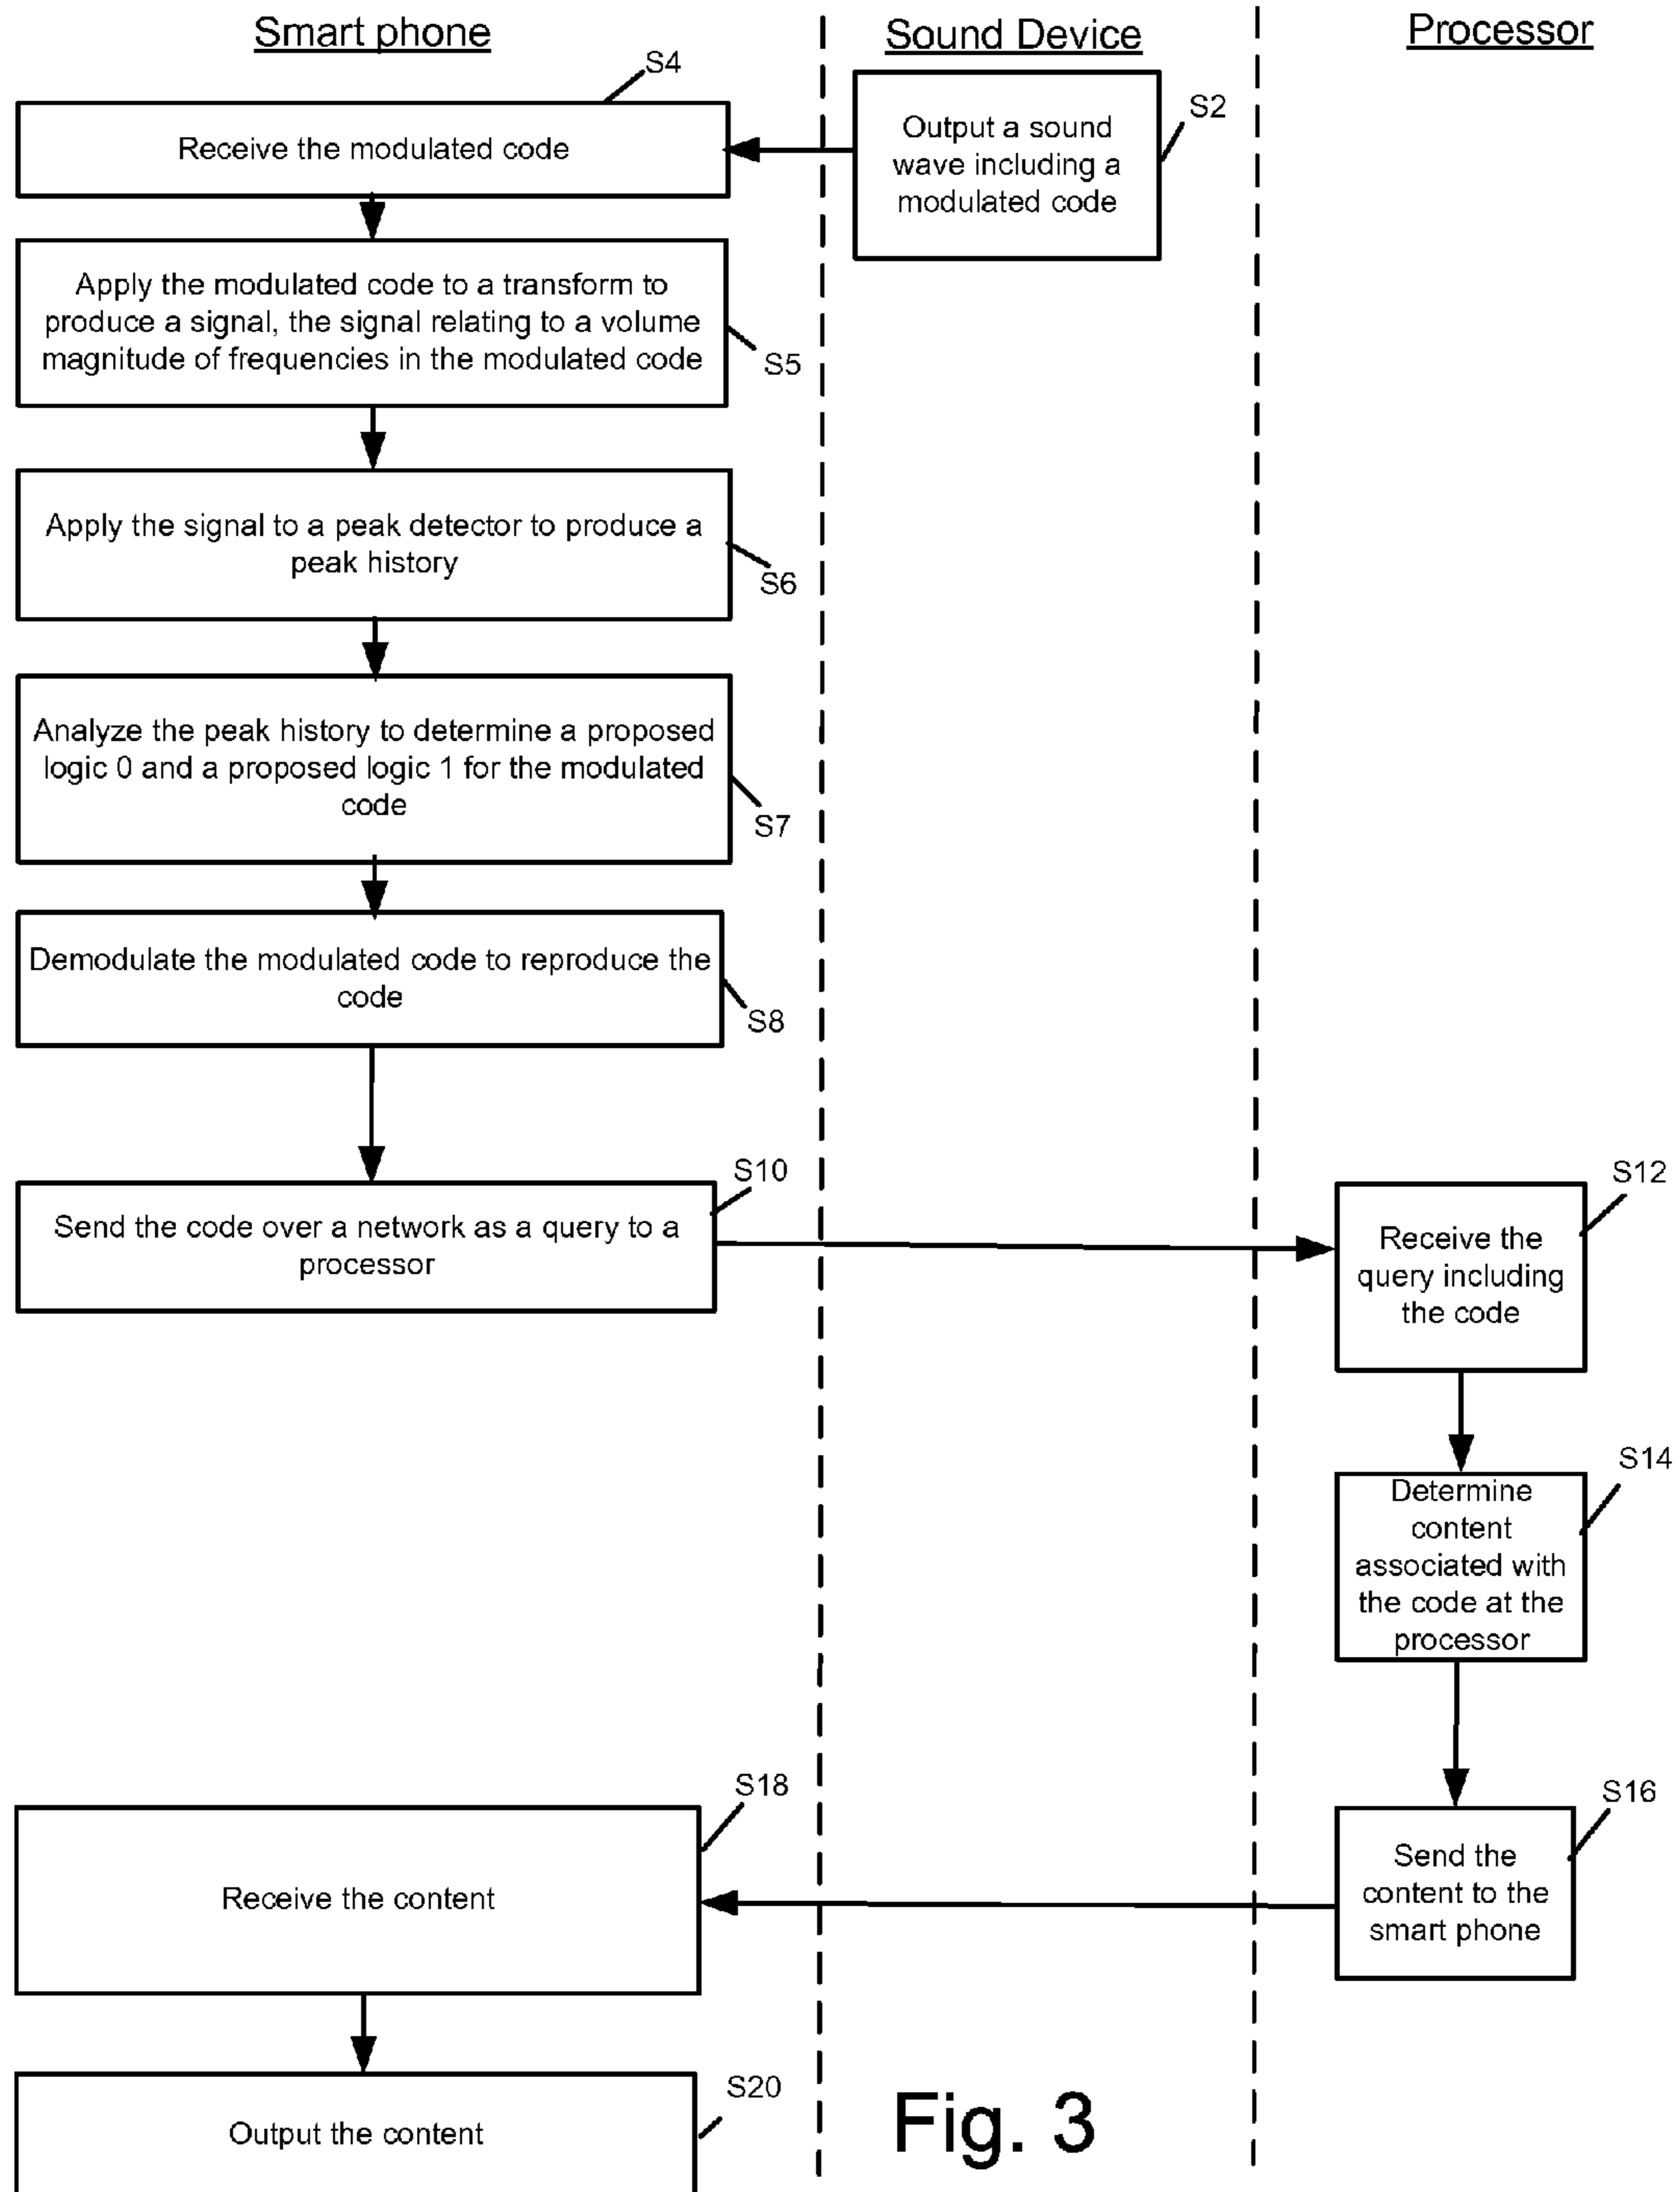 Smart phone
Sound Device
Processor
S4
Receive the modulated code
Output a sound
wave including a
modulated code
S2
Apply the modulated code to a transform to
produce a signal, the signal relating to a volume
magnitude of frequencies in the modulated code
S5
Apply the signal to a peak detector to produce a
peak history
S6
Analyze the peak history to determine a proposed
logic 0 and a proposed logic 1 for the modulated
code
S7
Demodulate the modulated code to reproduce the
code
S8
S10
Send the code over a network as a query to a
processor
S12
Receive the
query including
the code
S14
Determine
content
associated with
the code at the
processor
S16
Send the
content to the
smart phone
S18
Receive the content
S20
Output the content
Fig. 3